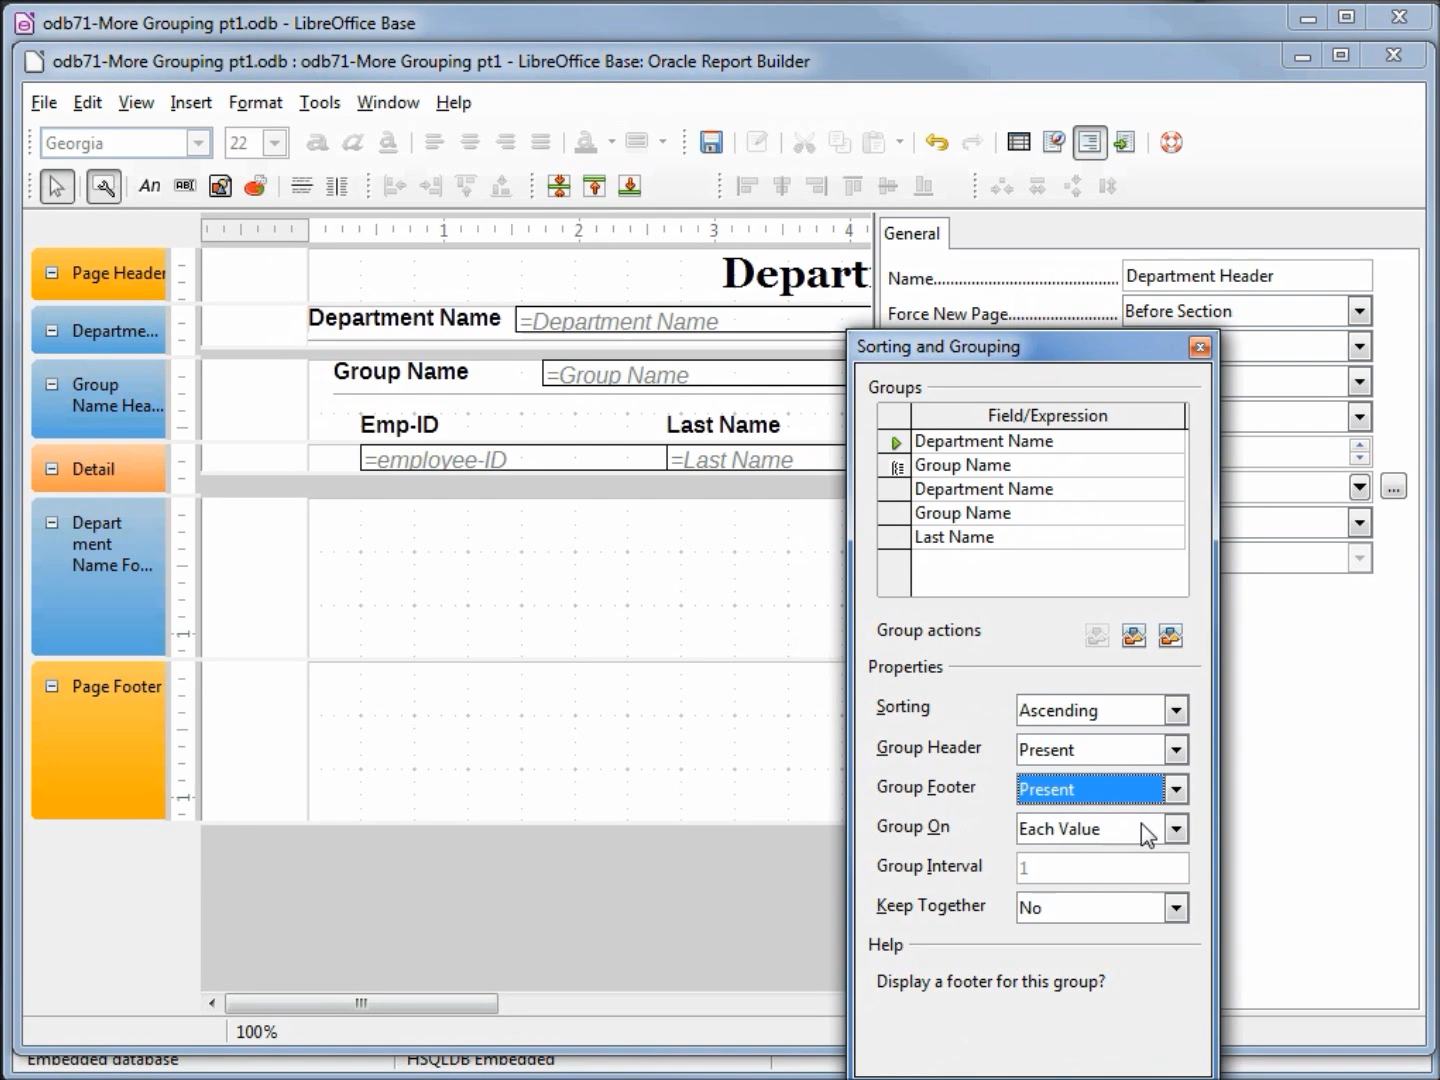 odb71-More Grouping pt1.odb - LibreOffice Base
odb71-More Grouping pt1.odb : odb71-More Grouping pt1 - LibreOffice Base: Oracle Report Builder
File Edit View Insert Format Tools Window Help
Georgia 22
An ABI
1 2 3 4
General
Page Header
Depart
Name
Department Header
Departme...
Department Name
=Department Name
Force New Page
Before Section
Sorting and Grouping
Group
Name Hea...
Group Name
=Group Name
Groups
Field/Expression
Department Name
Group Name
Department Name
Group Name
Last Name
Emp-ID Last Name
Detail
=employee-ID =Last Name
...
Depart
ment
Name Fo...
1
Group actions
Properties
Page Footer
1
Sorting Ascending
Group Header Present
Group Footer Present
Group On Each Value
Group Interval 1
Keep Together No
Help
Display a footer for this group?
100%
Embedded database HSQLDB Embedded